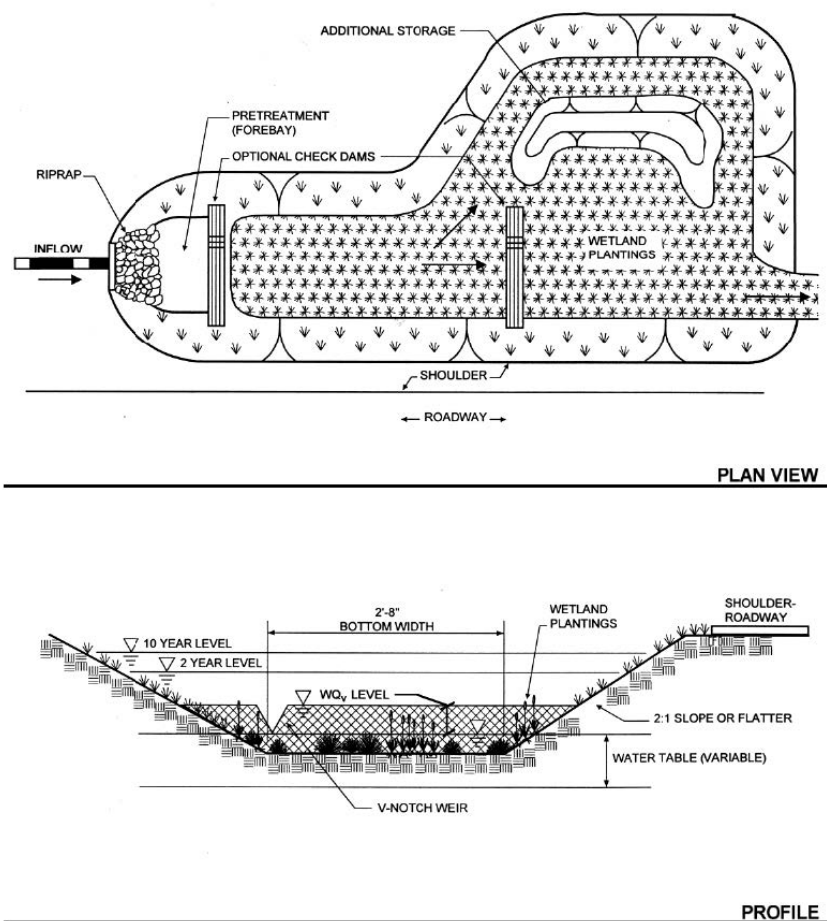 ADDITIONAL STORAGE
PRETREATMENT
(FOREBAY)
OPTIONAL CHECK DAMS
RIPRAP
INFLOW
WETLAND
PLANTINGS
SHOULDER
ROADWAY
PLAN VIEW
2'-8"
BOTTOM WIDTH
WETLAND
PLANTINGS
SHOULDER-
ROADWAY
10 YEAR LEVEL
2 YEAR LEVEL
WQv LEVEL
2:1 SLOPE OR FLATTER
WATER TABLE (VARIABLE)
V-NOTCH WEIR
PROFILE